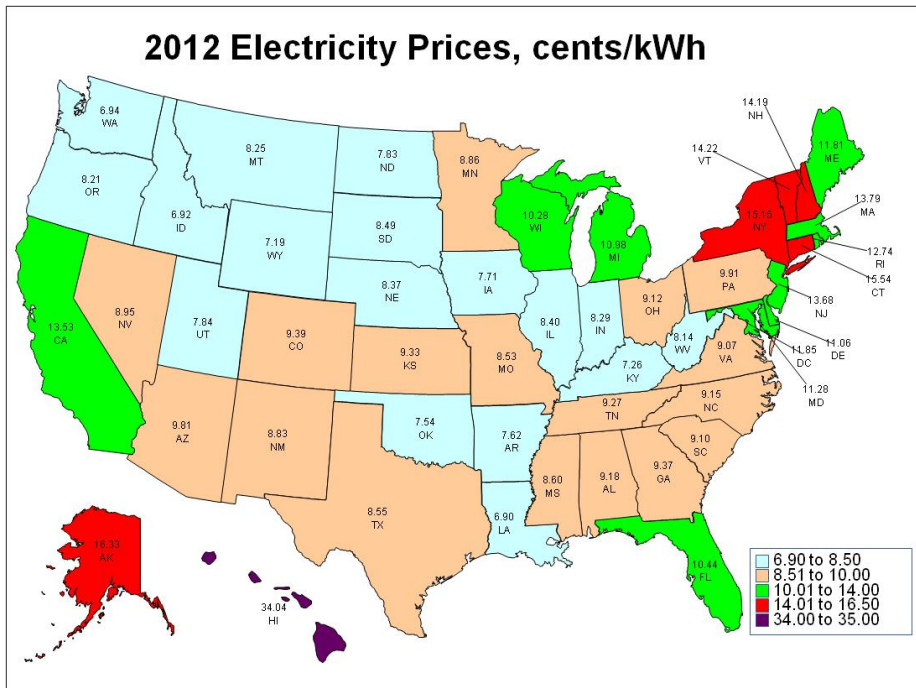 2012 Electricity Prices, cents/kWh
6.94
WA
8.21
OR
6.92
ID
8.25
MT
7.83
ND
8.86
MN
8.49
SD
7.19
WY
8.37
NE
7.71
IA
10.28
WI
10.98
MI
14.19
NH
14.22
VT
11.81
ME
13.79
MA
15.15
NY
12.74
RI
15.54
CT
9.91
PA
13.68
NJ
11.06
DE
11.85
DC
11.28
MD
13.53
CA
8.95
NV
7.84
UT
9.39
CO
9.33
KS
8.53
MO
8.40
IL
8.29
IN
9.12
OH
8.14
WV
9.07
VA
7.26
KY
9.27
TN
9.15
NC
9.10
SC
9.81
AZ
8.83
NM
7.54
OK
7.62
AR
8.60
MS
9.18
AL
9.37
GA
8.55
TX
6.90
LA
10.44
FL
16.33
AK
34.04
HI
6.90 to 8.50
8.51 to 10.00
10.01 to 14.00
14.01 to 16.50
34.00 to 35.00